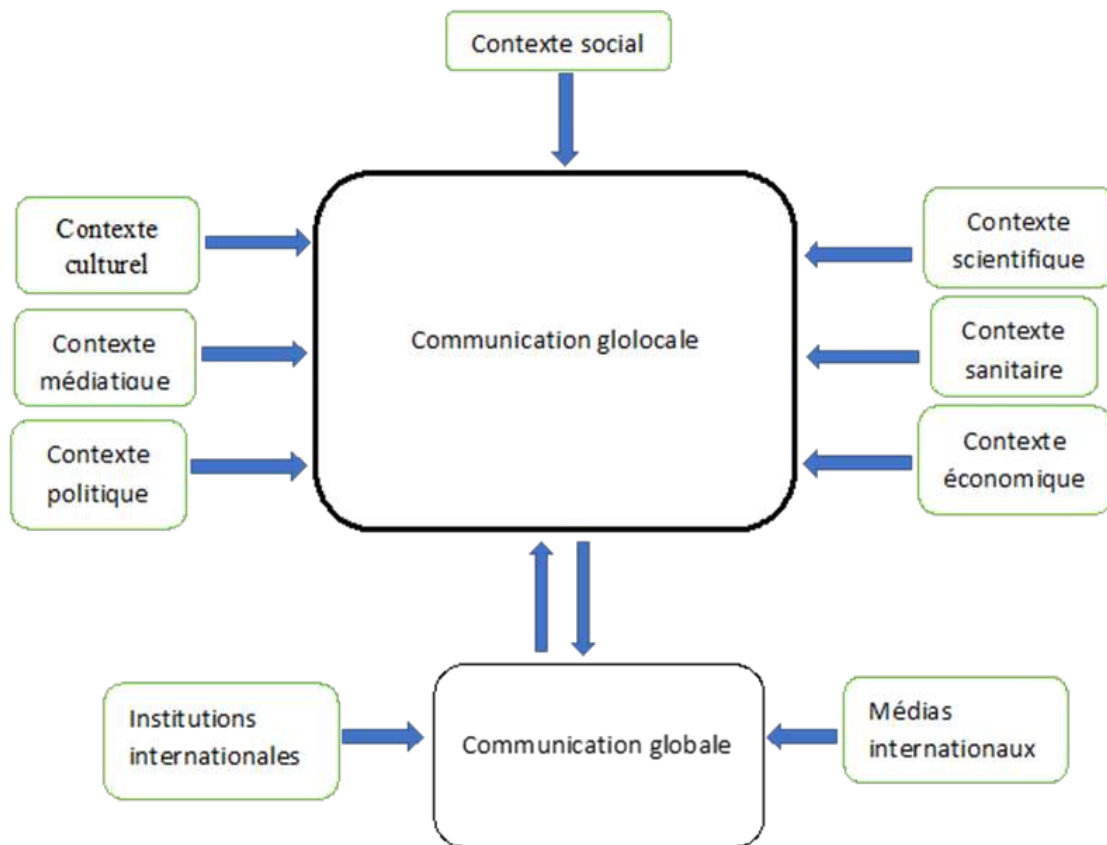 Contexte social
Contexte
culturel
Contexte
scientifique
Contexte
médiatique
Communication glolocale
Contexte
sanitaire
Contexte
politique
Contexte
économique
Institutions
internationales
Communication globale
Médias
internationaux